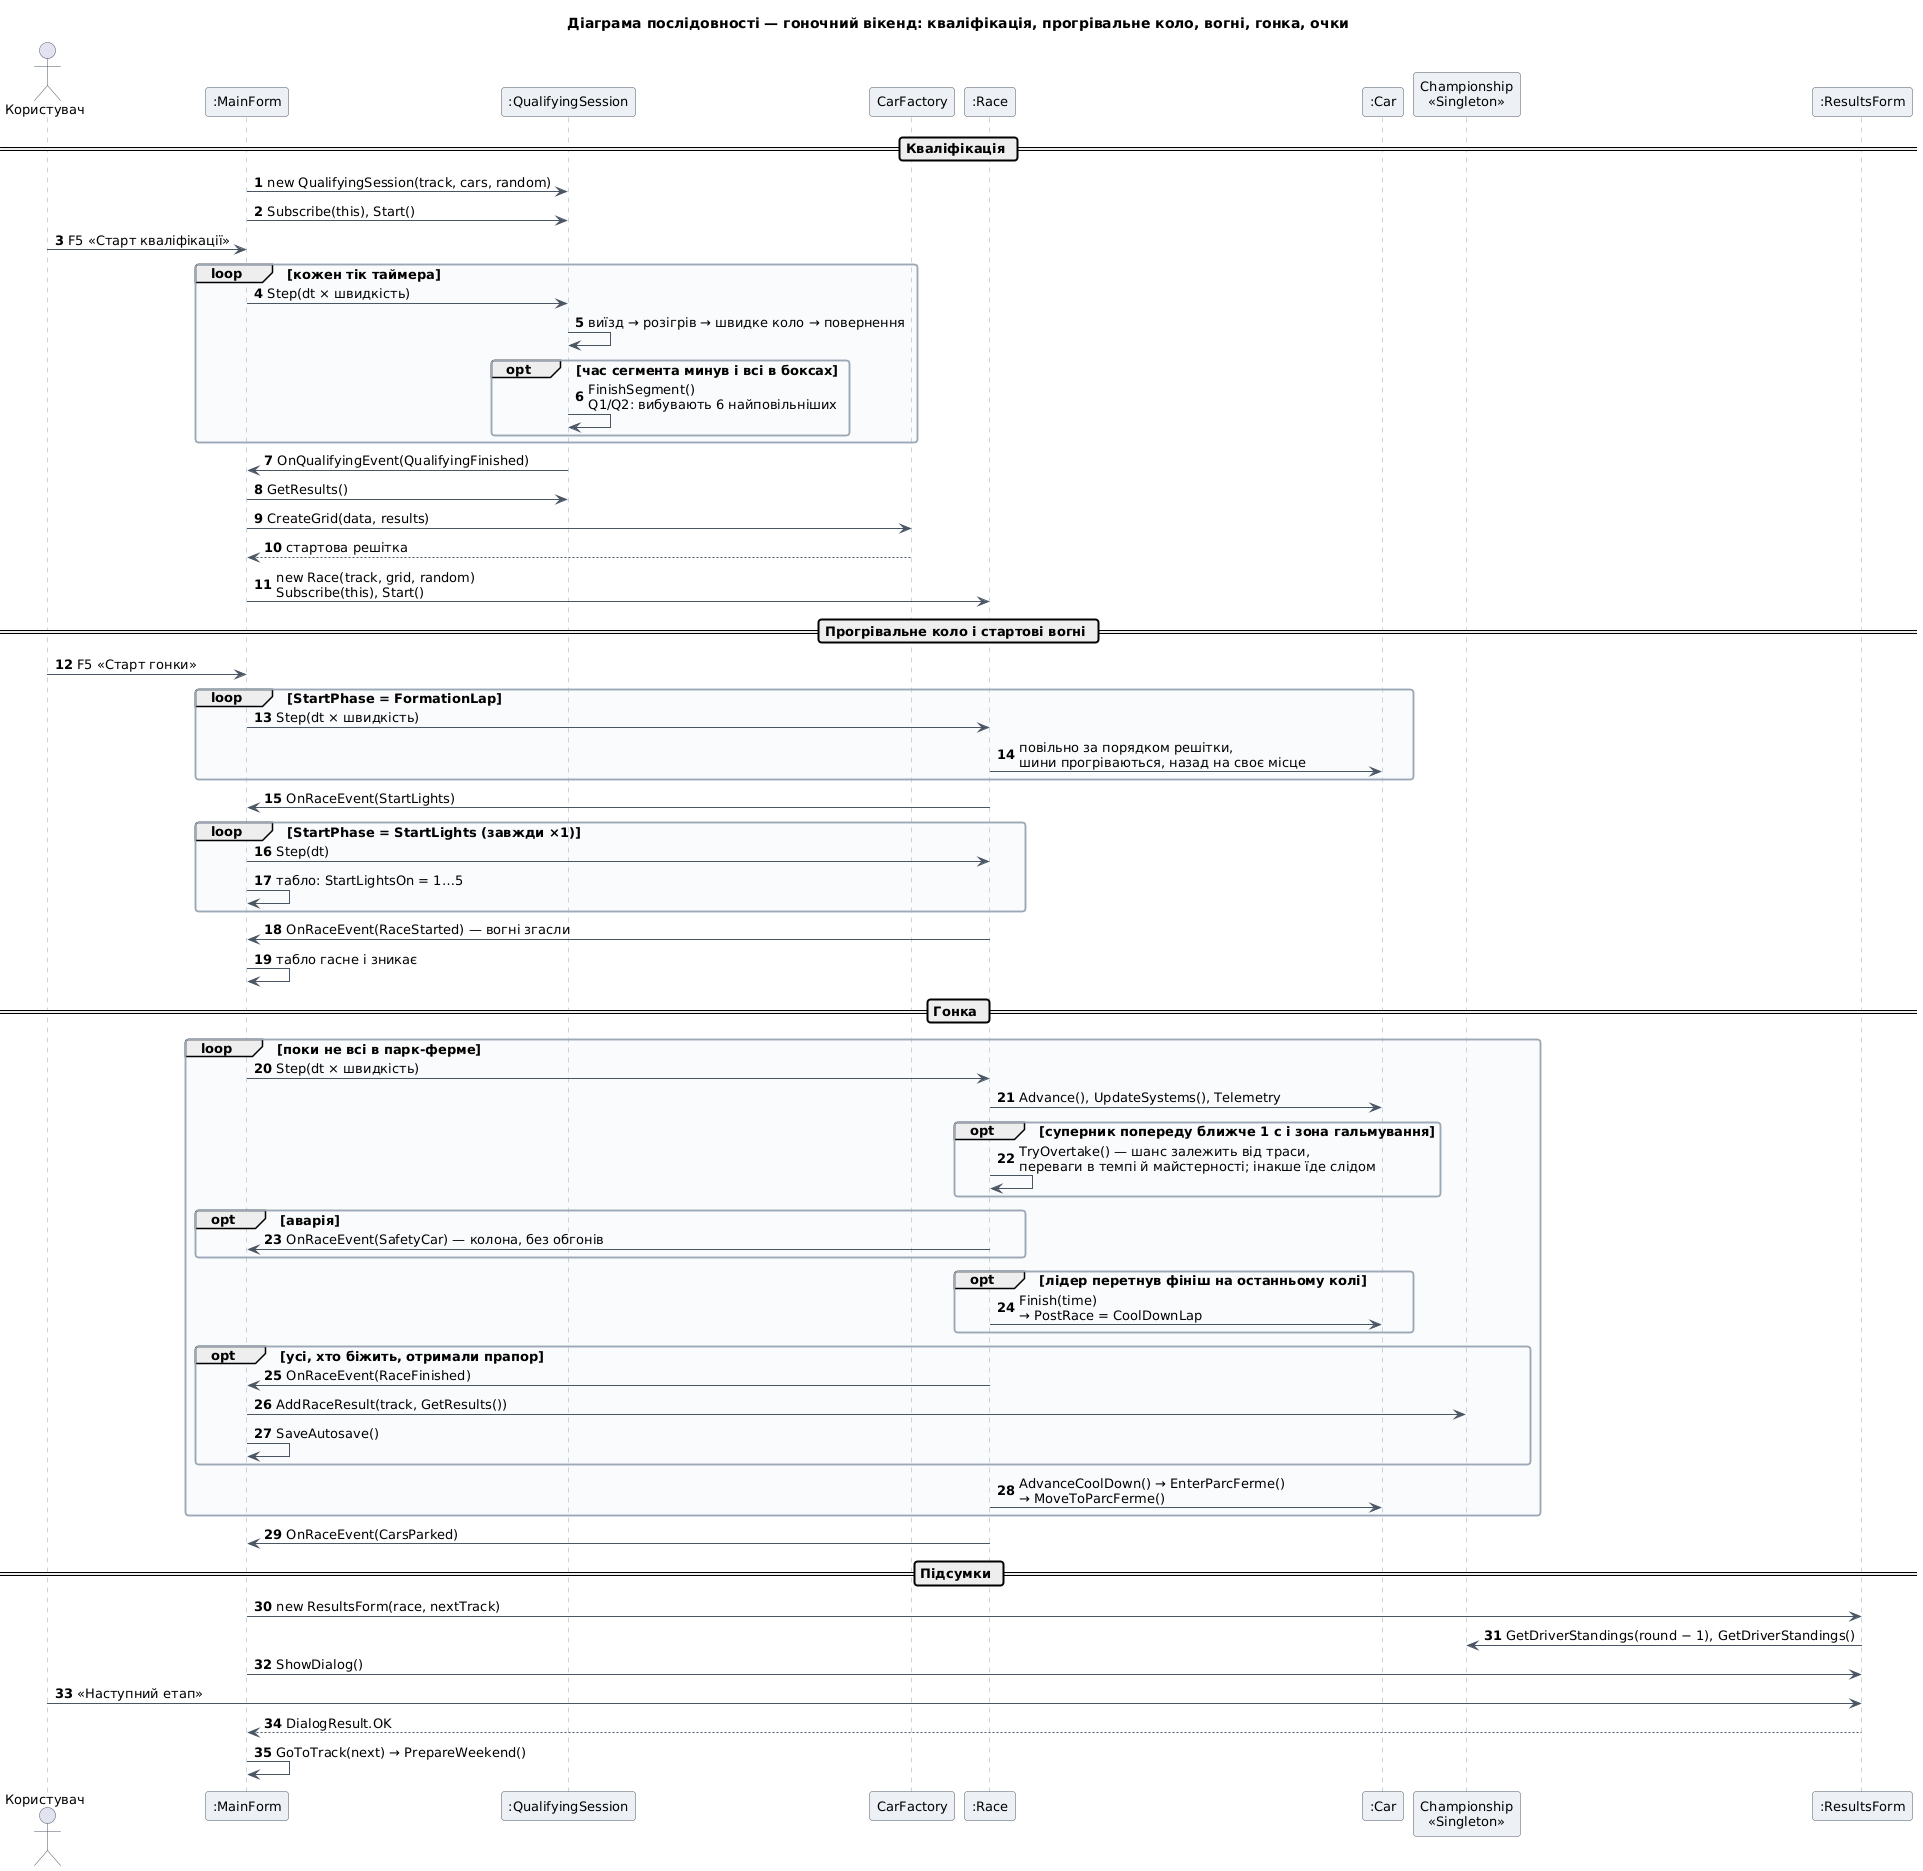 Діаграма послідовності — гоночний вікенд: кваліфікація, прогрівальне коло, вогні, гонка, очки
Користувач
:MainForm
:QualifyingSession
CarFactory
:Race
:Car
Championship
«Singleton»
:ResultsForm
Кваліфікація
1 new QualifyingSession(track, cars, random)
2 Subscribe(this), Start()
3 F5 «Старт кваліфікації»
loop [кожен тік таймера]
4 Step(dt × швидкість)
5 виїзд → розігрів → швидке коло → повернення
opt [час сегмента минув і всі в боксах]
6 FinishSegment()
Q1/Q2: вибувають 6 найповільніших
7 OnQualifyingEvent(QualifyingFinished)
8 GetResults()
9 CreateGrid(data, results)
10 стартова решітка
11 new Race(track, grid, random)
Subscribe(this), Start()
Прогрівальне коло і стартові вогні
12 F5 «Старт гонки»
loop [StartPhase = FormationLap]
13 Step(dt × швидкість)
14 повільно за порядком решітки,
шини прогріваються, назад на своє місце
15 OnRaceEvent(StartLights)
loop [StartPhase = StartLights (завжди ×1)]
16 Step(dt)
17 табло: StartLightsOn = 1…5
18 OnRaceEvent(RaceStarted) — вогні згасли
19 табло гасне і зникає
Гонка
loop [поки не всі в парк-ферме]
20 Step(dt × швидкість)
21 Advance(), UpdateSystems(), Telemetry
opt [суперник попереду ближче 1 с і зона гальмування]
22 TryOvertake() — шанс залежить від траси,
переваги в темпі й майстерності; інакше їде слідом
opt [аварія]
23 OnRaceEvent(SafetyCar) — колона, без обгонів
opt [лідер перетнув фініш на останньому колі]
24 Finish(time)
→ PostRace = CoolDownLap
opt [усі, хто біжить, отримали прапор]
25 OnRaceEvent(RaceFinished)
26 AddRaceResult(track, GetResults())
27 SaveAutosave()
28 AdvanceCoolDown() → EnterParcFerme()
→ MoveToParcFerme()
29 OnRaceEvent(CarsParked)
Підсумки
30 new ResultsForm(race, nextTrack)
31 GetDriverStandings(round − 1), GetDriverStandings()
32 ShowDialog()
33 «Наступний етап»
34 DialogResult.OK
35 GoToTrack(next) → PrepareWeekend()
Користувач
:MainForm
:QualifyingSession
CarFactory
:Race
:Car
Championship
«Singleton»
:ResultsForm